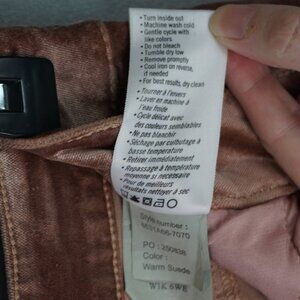 • Turn inside out
• Machine wash cold
• Gentle cycle with
like colors
• Do not bleach
• Tumble dry low
• Remove promptly
• Cool iron on reverse,
if needed
• For best results, dry clean
• Tourner à l'envers
• Laver en machine à
l'eau froide
• Cycle délicat avec
des couleurs semblables
• Ne pas blanchir
• Séchage par culbutage à
basse température
• Retirer immédiatement
• Repassage à température
moyenne si nécessaire
• Pour de meilleurs
résultats nettoyer à sec
Style number :
7070
PO :
Color :
Warm Suede